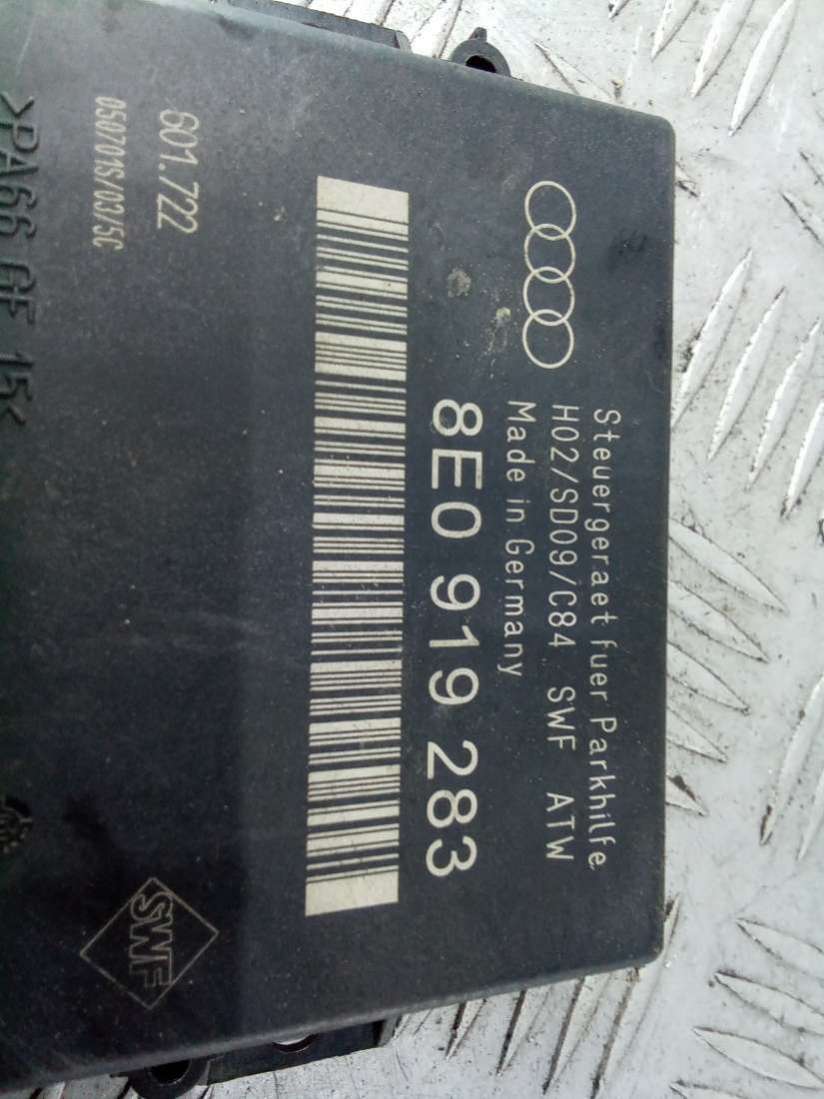 Steuergeraet fuer Parkhilfe
H02/SD09/C84 SWF ATW
Made in Germany
8E0 919 283
601.722
050701S/03/5C
>PA66 GF 15<
SWF